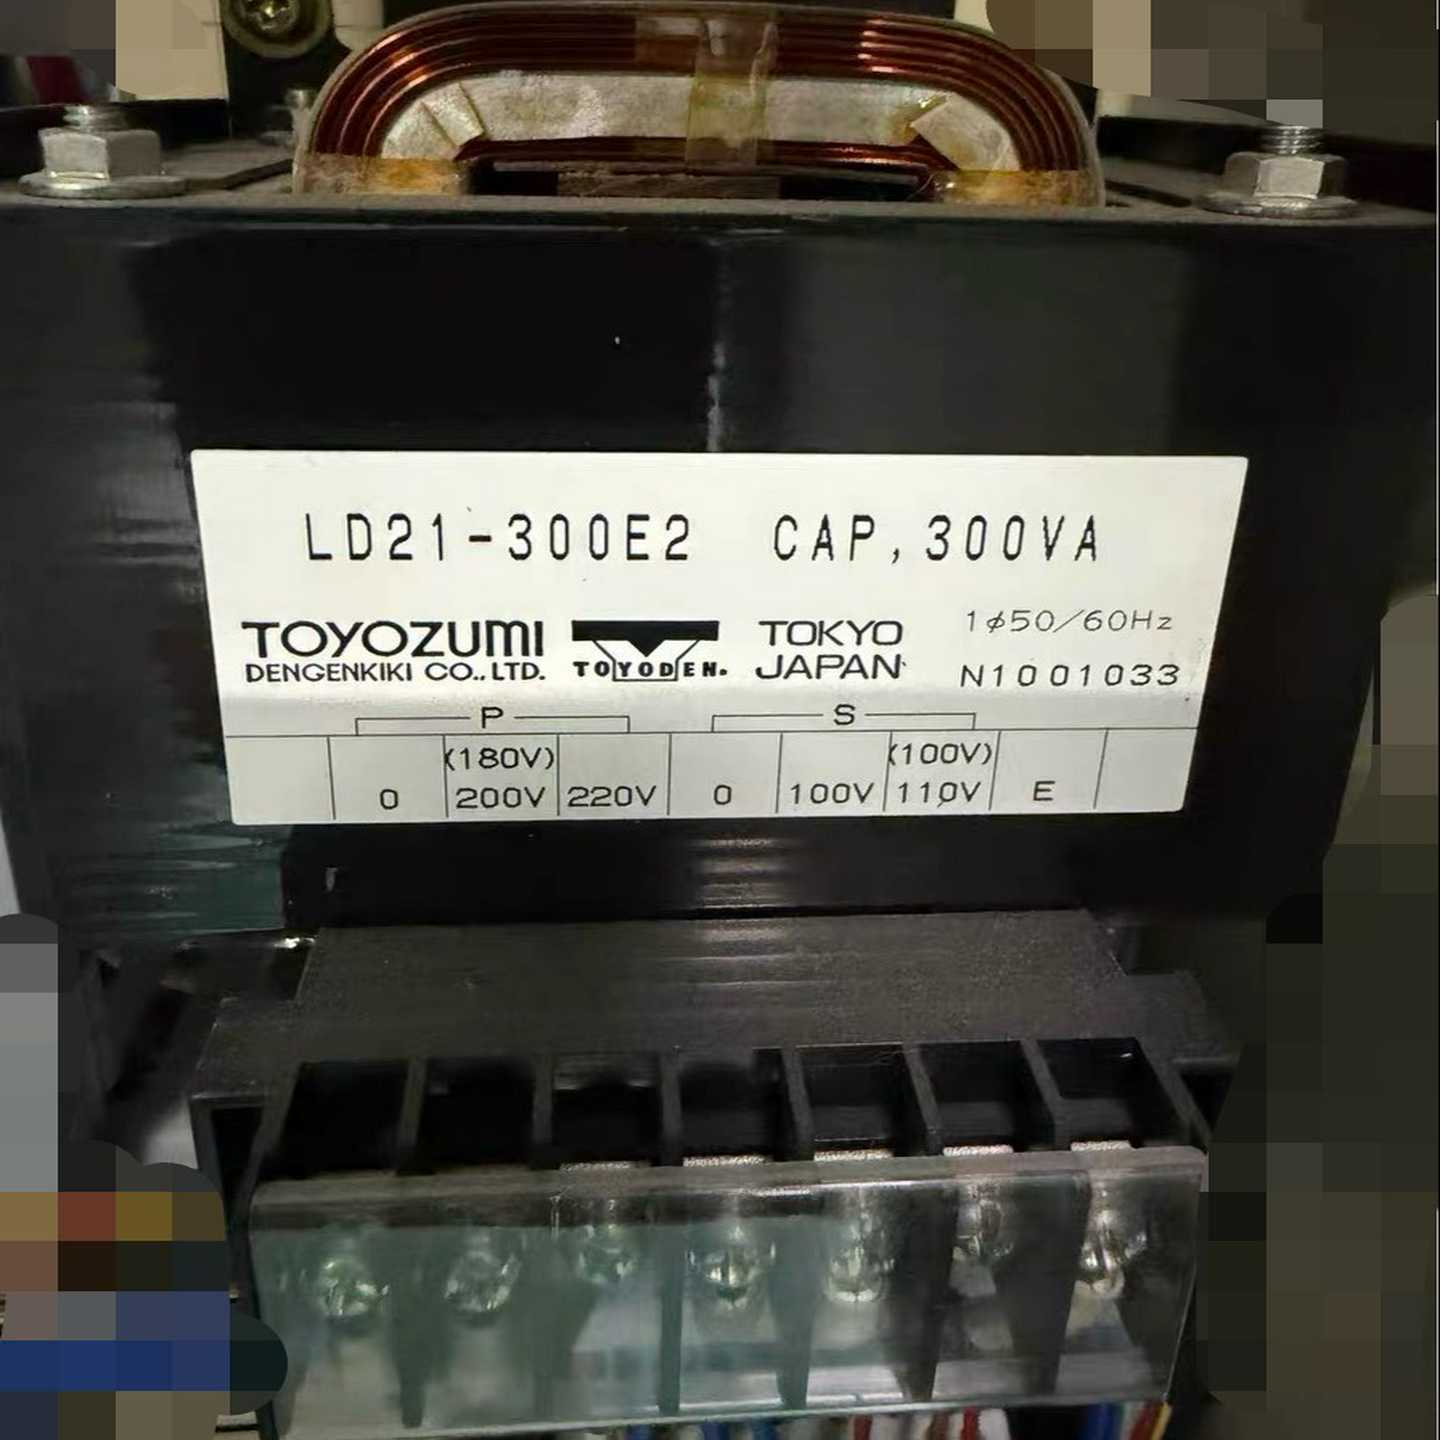 LD21-300E2 CAP,300VA
TOYOZUMI
DENGENKIKI CO.,LTD.
TOYODEN.
TOKYO
JAPAN
1φ50/60Hz
N1001033
P S
(180V) (100V)
0 200V 220V 0 100V 110V E